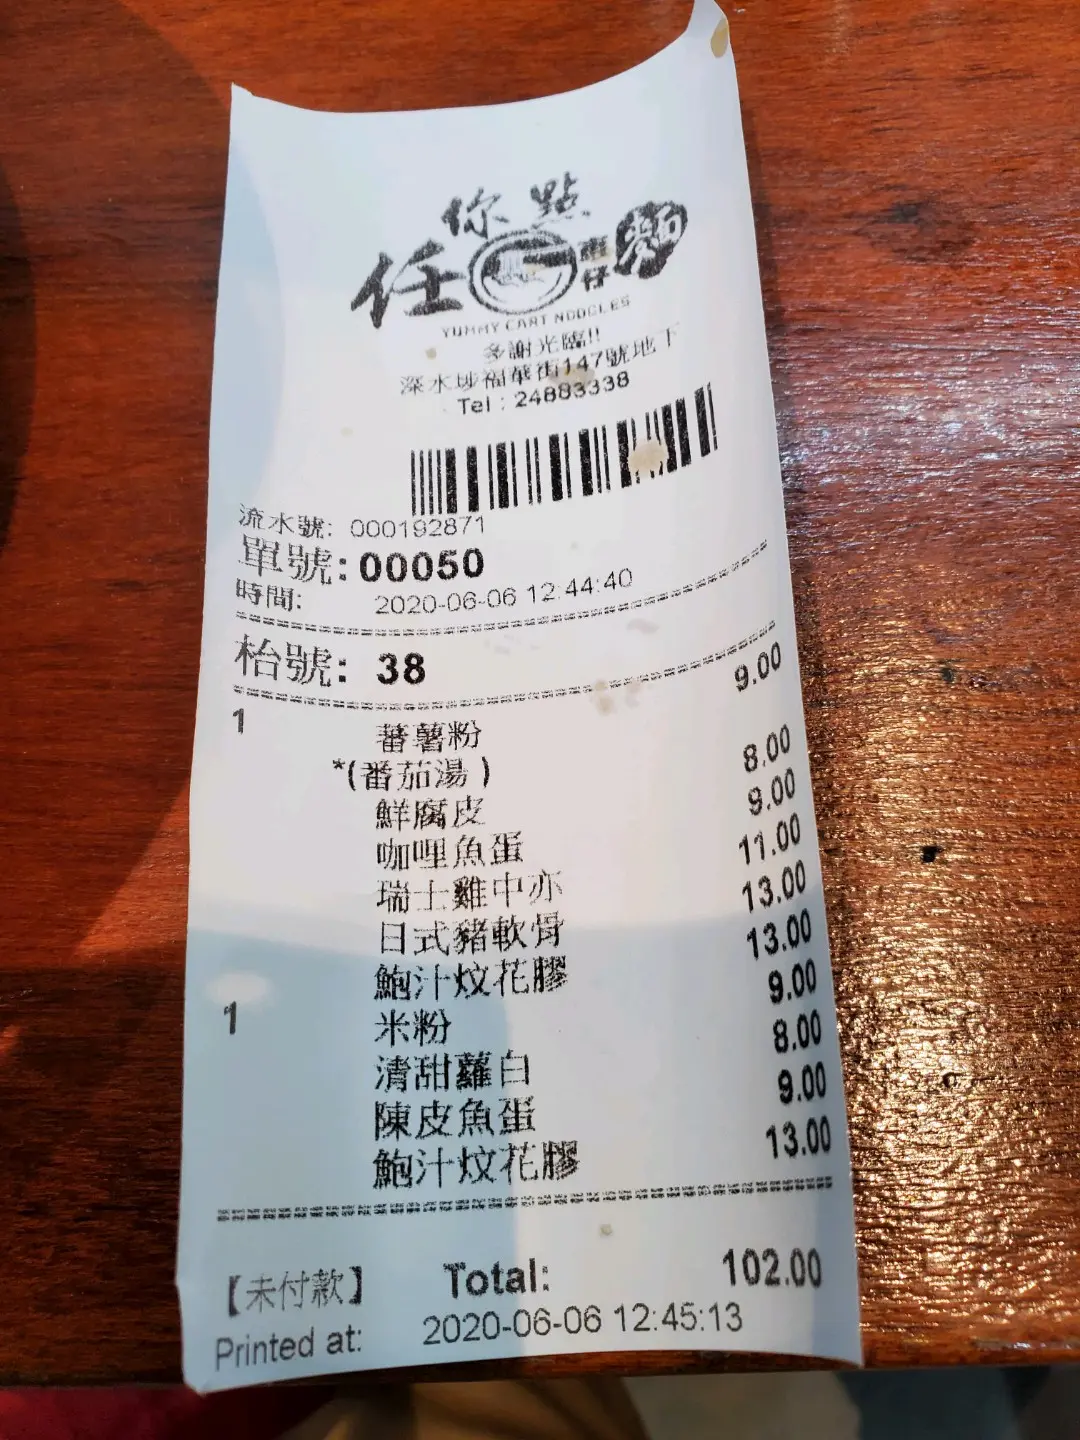 任你點車仔麵
YUMMY CART NOODLES
多謝光臨!!
深水埗福華街147號地下
Tel : 24883338
流水號: 000192871
單號: 00050
時間: 2020-06-06 12:44:40
枱號: 38
1 蕃薯粉 9.00
*(番茄湯 )
鮮腐皮 8.00
咖哩魚蛋 9.00
瑞士雞中亦 11.00
日式豬軟骨 13.00
鮑汁炆花膠 13.00
1 米粉 9.00
清甜蘿白 8.00
陳皮魚蛋 9.00
鮑汁炆花膠 13.00
【未付款】 Total: 102.00
Printed at: 2020-06-06 12:45:13